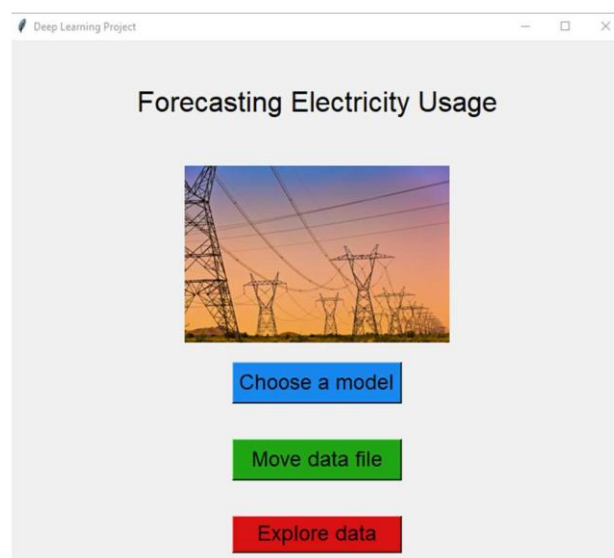 Deep Learning Project
Forecasting Electricity Usage
Choose a model
Move data file
Explore data